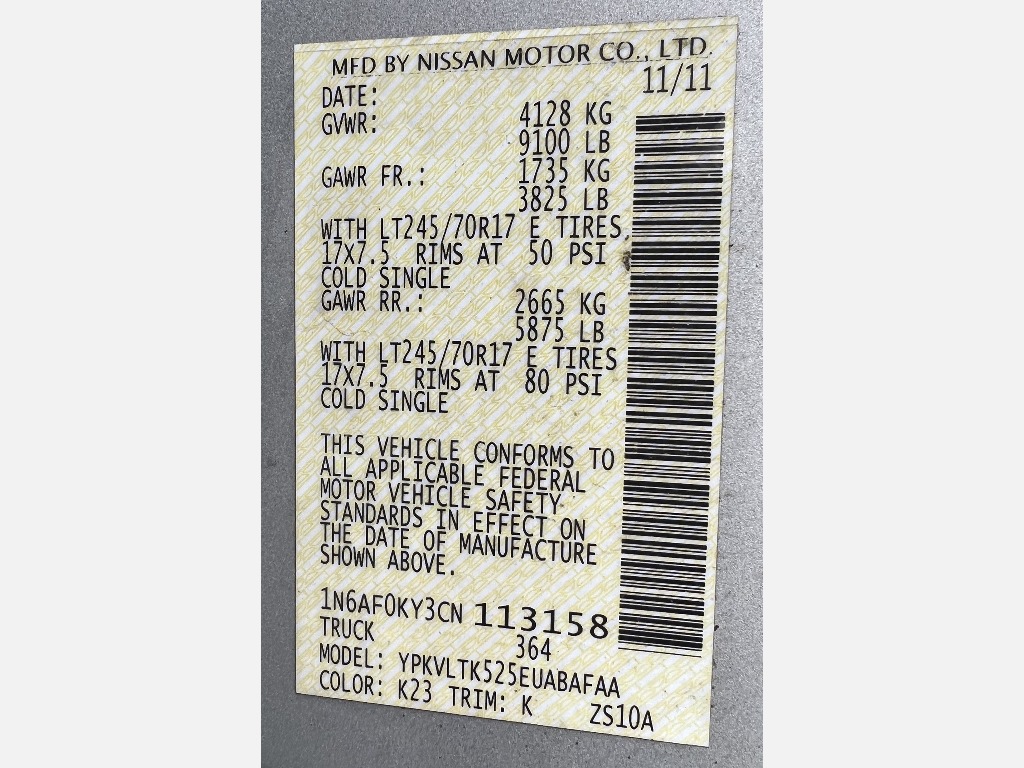 MFD BY NISSAN MOTOR CO., LTD.
DATE: 11/11
GVWR: 4128 KG
9100 LB
GAWR FR.: 1735 KG
3825 LB
WITH LT245/70R17 E TIRES,
17X7.5 RIMS AT 50 PSI
COLD SINGLE
GAWR RR.: 2665 KG
5875 LB
WITH LT245/70R17 E TIRES
17X7.5 RIMS AT 80 PSI
COLD SINGLE
THIS VEHICLE CONFORMS TO
ALL APPLICABLE FEDERAL
MOTOR VEHICLE SAFETY
STANDARDS IN EFFECT ON
THE DATE OF MANUFACTURE
SHOWN ABOVE.
1N6AF0KY3CN 113158
TRUCK 364
MODEL: YPKVLTK525EUABAFAA
COLOR: K23 TRIM: K ZS10A